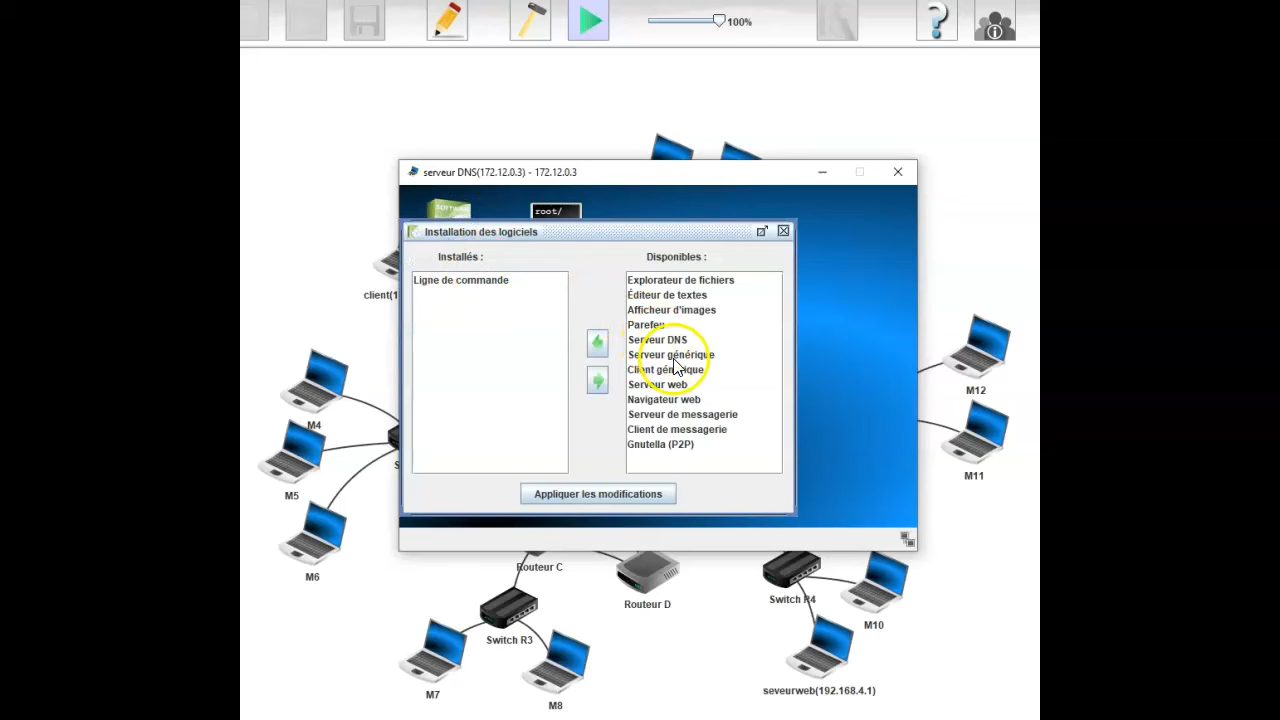 100%
serveur DNS(172.12.0.3) - 172.12.0.3
root/
Installation des logiciels
Installés :
Disponibles :
Ligne de commande
Explorateur de fichiers
Éditeur de textes
Afficheur d'images
Parefeu
Serveur DNS
Serveur générique
Client générique
Serveur web
Navigateur web
Serveur de messagerie
Client de messagerie
Gnutella (P2P)
Appliquer les modifications
client(1
M4
M5
M6
M12
M11
Routeur C
Routeur D
Switch R4
M10
Switch R3
M7
M8
seveurweb(192.168.4.1)